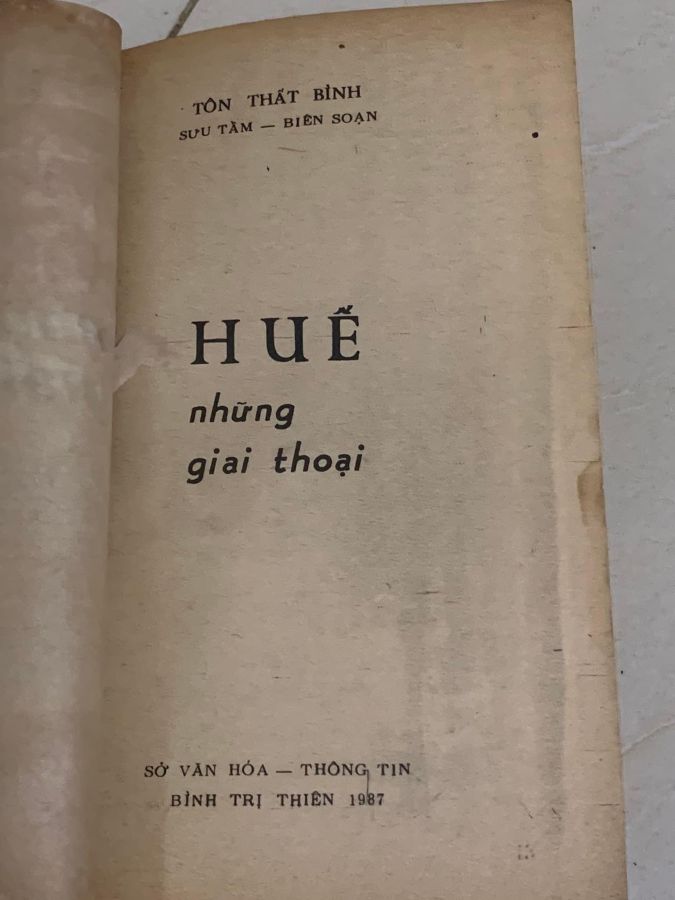 TÔN THẤT BÌNH
SƯU TẦM — BIÊN SOẠN
HUẾ
những
giai thoại
SỞ VĂN HÓA — THÔNG TIN
BÌNH TRỊ THIÊN 1987